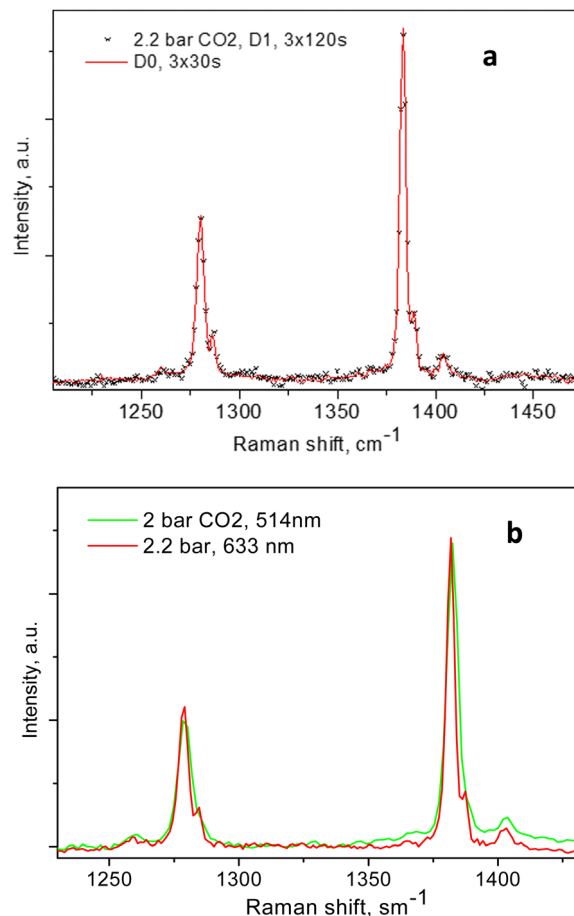 2.2 bar CO2, D1, 3x120s
D0, 3x30s
a
Intensity, a.u.
1250 1300 1350 1400 1450
Raman shift, cm-1
2 bar CO2, 514nm
2.2 bar, 633 nm
b
Intensity, a.u.
1250 1300 1350 1400
Raman shift, sm-1